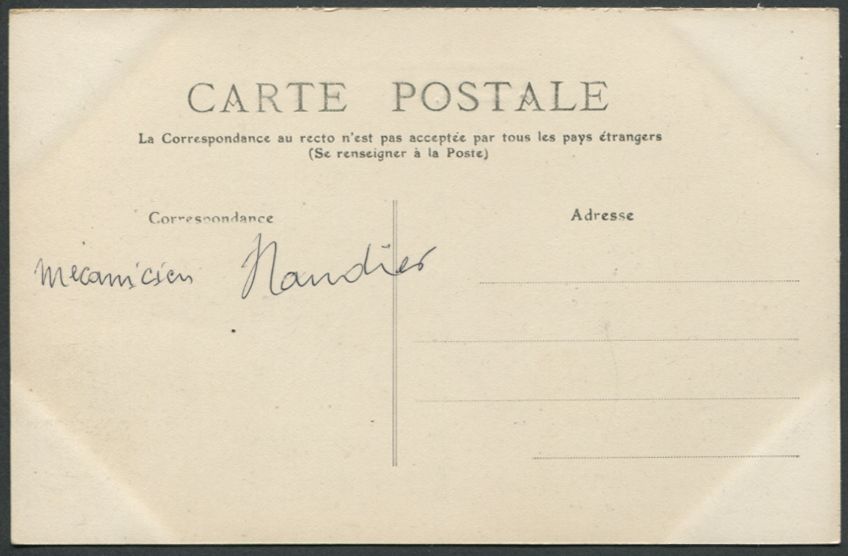 CARTE POSTALE
La Correspondance au recto n'est pas acceptée par tous les pays étrangers
(Se renseigner à la Poste)
Correspondance
Adresse
mecanicien